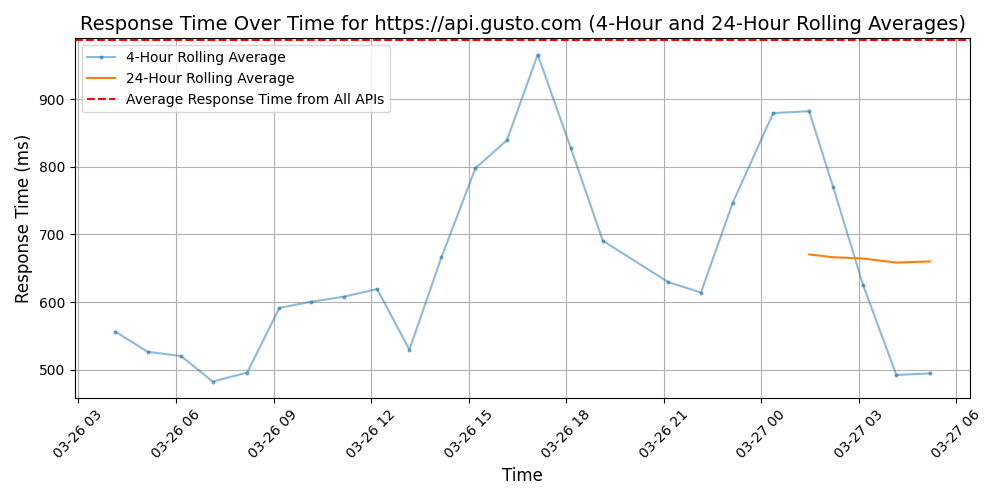 Response Time Over Time for https://api.gusto.com (4-Hour and 24-Hour Rolling Averages)
4-Hour Rolling Average
24-Hour Rolling Average
Average Response Time from All APIs
Response Time (ms)
900
800
700
600
500
03-26 03
03-26 06
03-26 09
03-26 12
03-26 15
03-26 18
03-26 21
03-27 00
03-27 03
03-27 06
Time